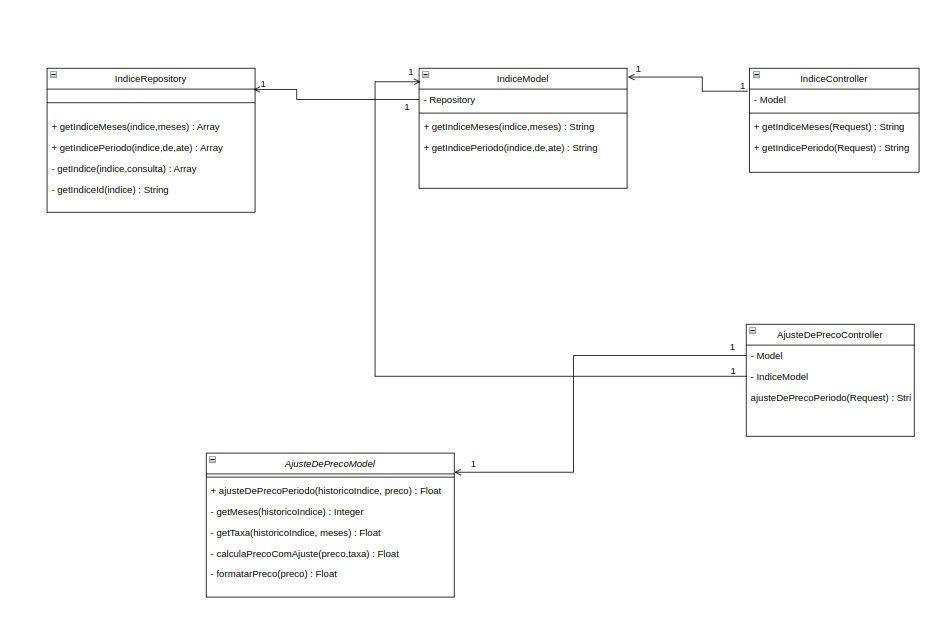 IndiceRepository
+ getIndiceMeses(indice,meses) : Array
+ getIndicePeriodo(indice,de,ate) : Array
- getIndice(indice,consulta) : Array
- getIndiceId(indice) : String
1
1
1
IndiceModel
- Repository
+ getIndiceMeses(indice,meses) : String
+ getIndicePeriodo(indice,de,ate) : String
1
1
IndiceController
- Model
+ getIndiceMeses(Request) : String
+ getIndicePeriodo(Request) : String
AjusteDePrecoController
1
- Model
1
- IndiceModel
ajusteDePrecoPeriodo(Request) : Stri
AjusteDePrecoModel
1
+ ajusteDePrecoPeriodo(historicoIndice, preco) : Float
- getMeses(historicoIndice) : Integer
- getTaxa(historicoIndice, meses) : Float
- calculaPrecoComAjuste(preco,taxa) : Float
- formatarPreco(preco) : Float